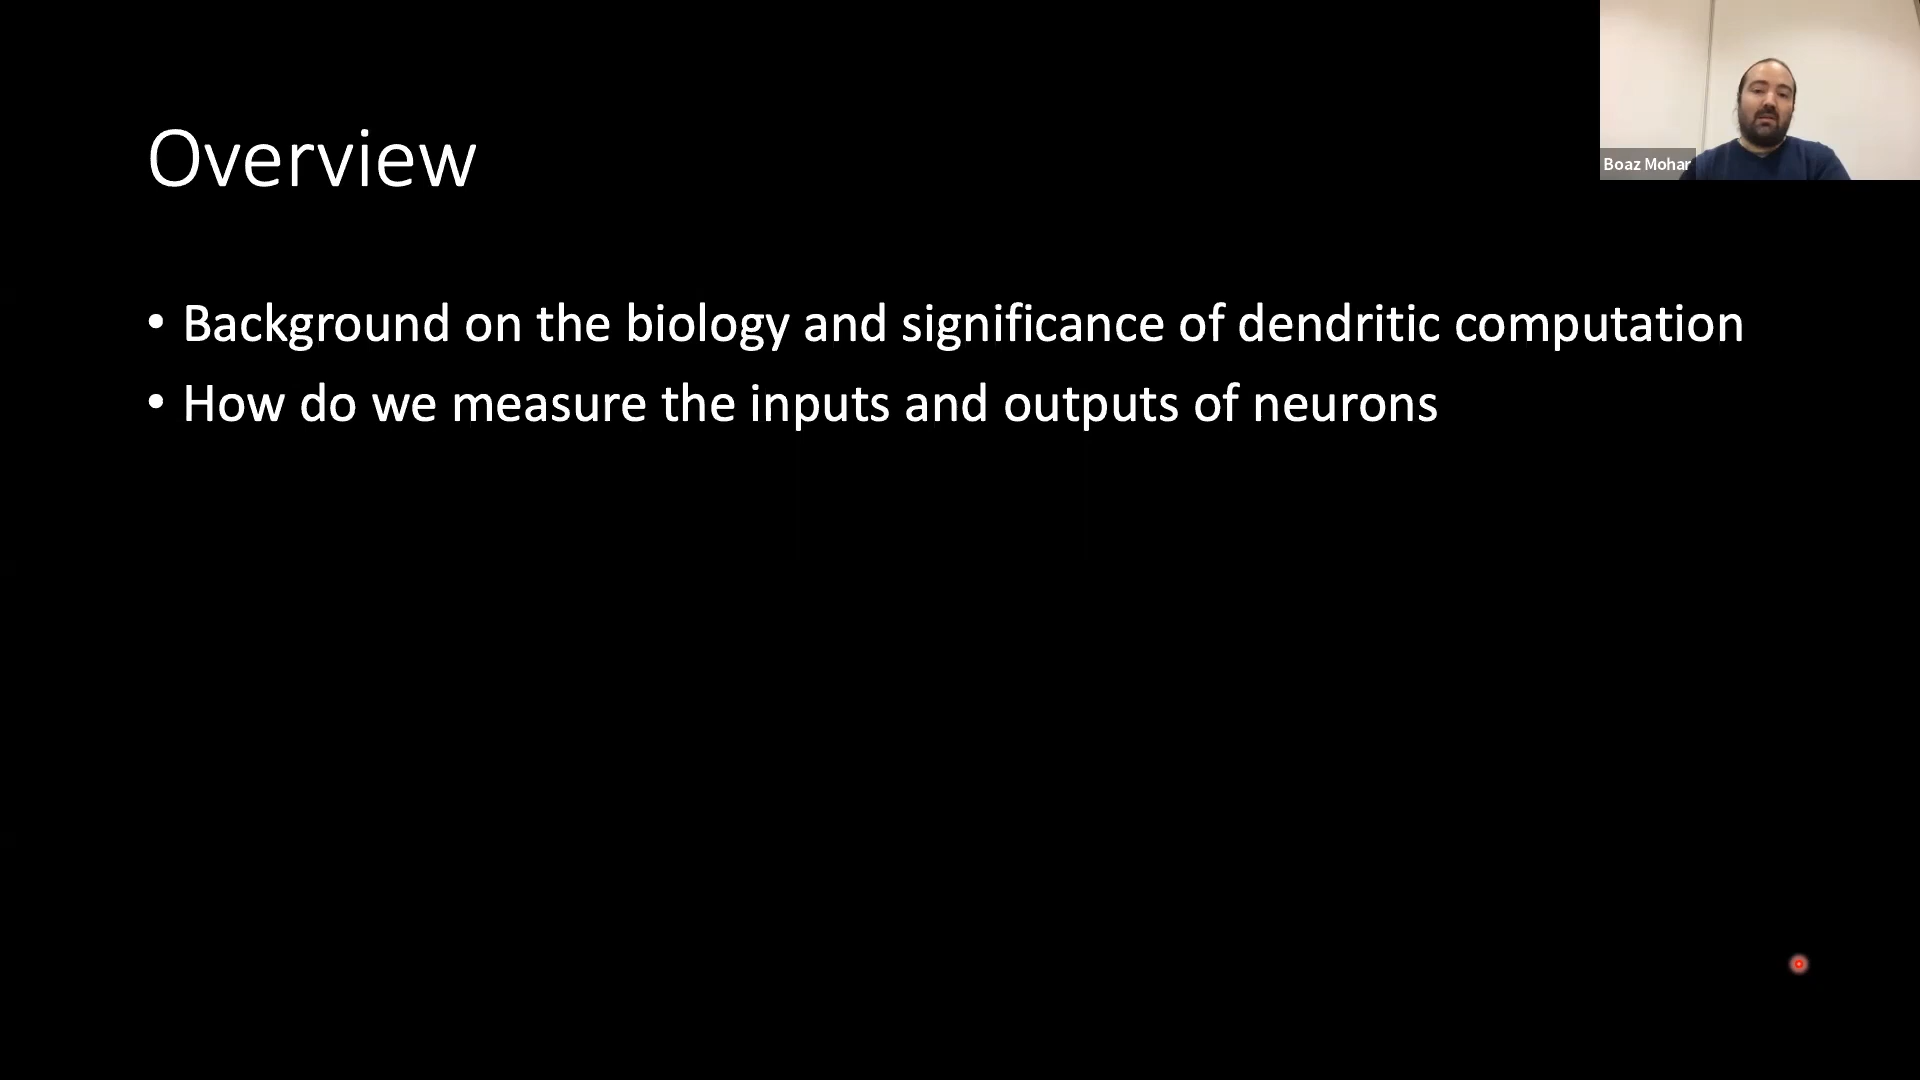 Overview
Boaz Mohar
• Background on the biology and significance of dendritic computation
• How do we measure the inputs and outputs of neurons